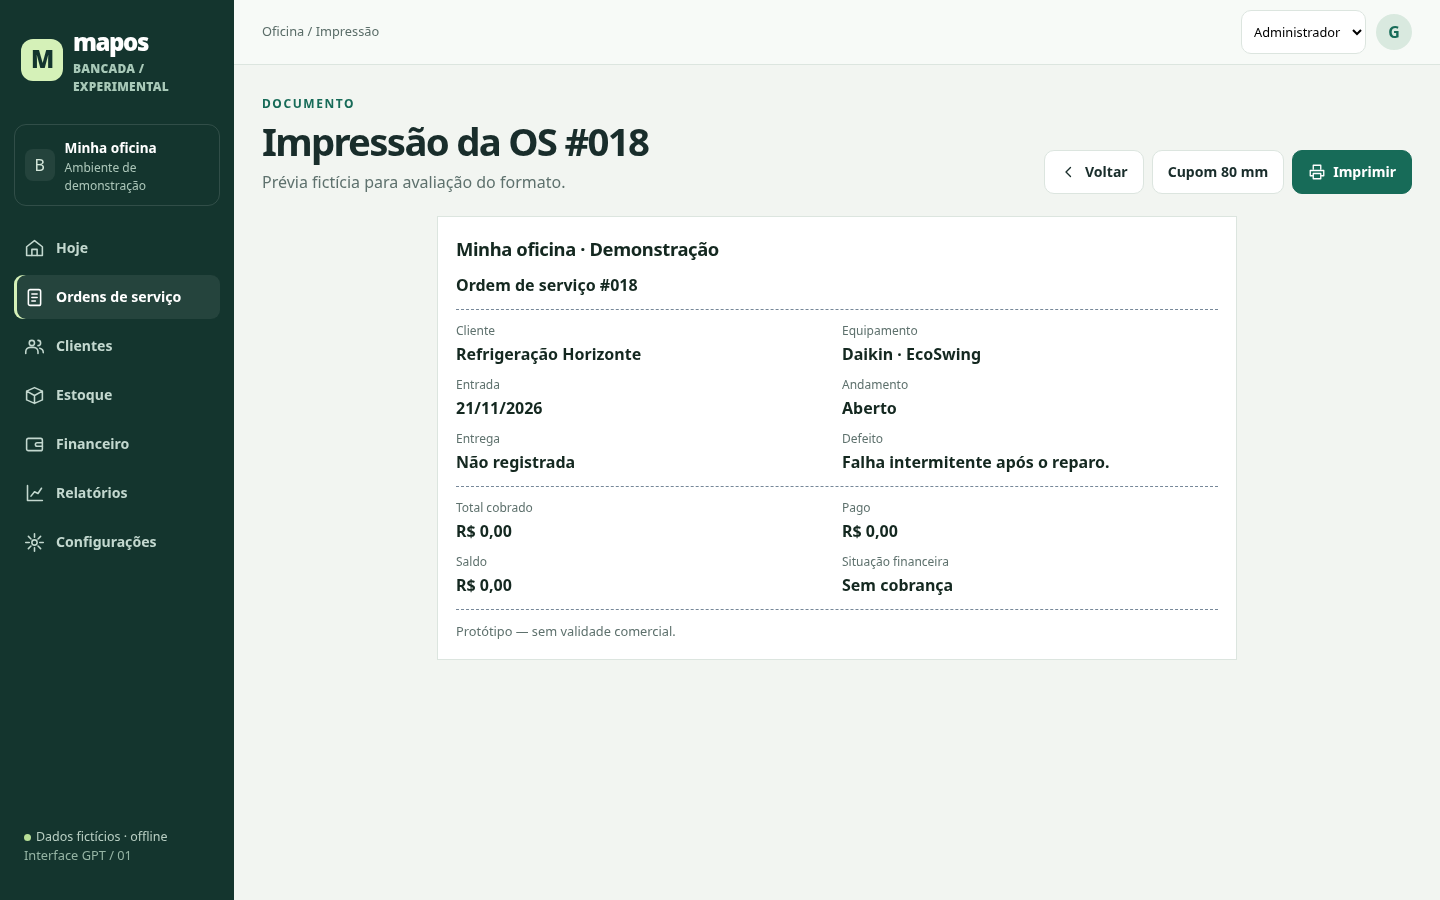 M
mapos
BANCADA /
EXPERIMENTAL
B
Minha oficina
Ambiente de
demonstração
Hoje
Ordens de serviço
Clientes
Estoque
Financeiro
Relatórios
Configurações
Dados fictícios · offline
Interface GPT / 01
Oficina / Impressão
Administrador
G
DOCUMENTO
Impressão da OS #018
Prévia fictícia para avaliação do formato.
Voltar
Cupom 80 mm
Imprimir
Minha oficina · Demonstração
Ordem de serviço #018
Cliente
Refrigeração Horizonte
Equipamento
Daikin · EcoSwing
Entrada
21/11/2026
Andamento
Aberto
Entrega
Não registrada
Defeito
Falha intermitente após o reparo.
Total cobrado
R$ 0,00
Pago
R$ 0,00
Saldo
R$ 0,00
Situação financeira
Sem cobrança
Protótipo — sem validade comercial.